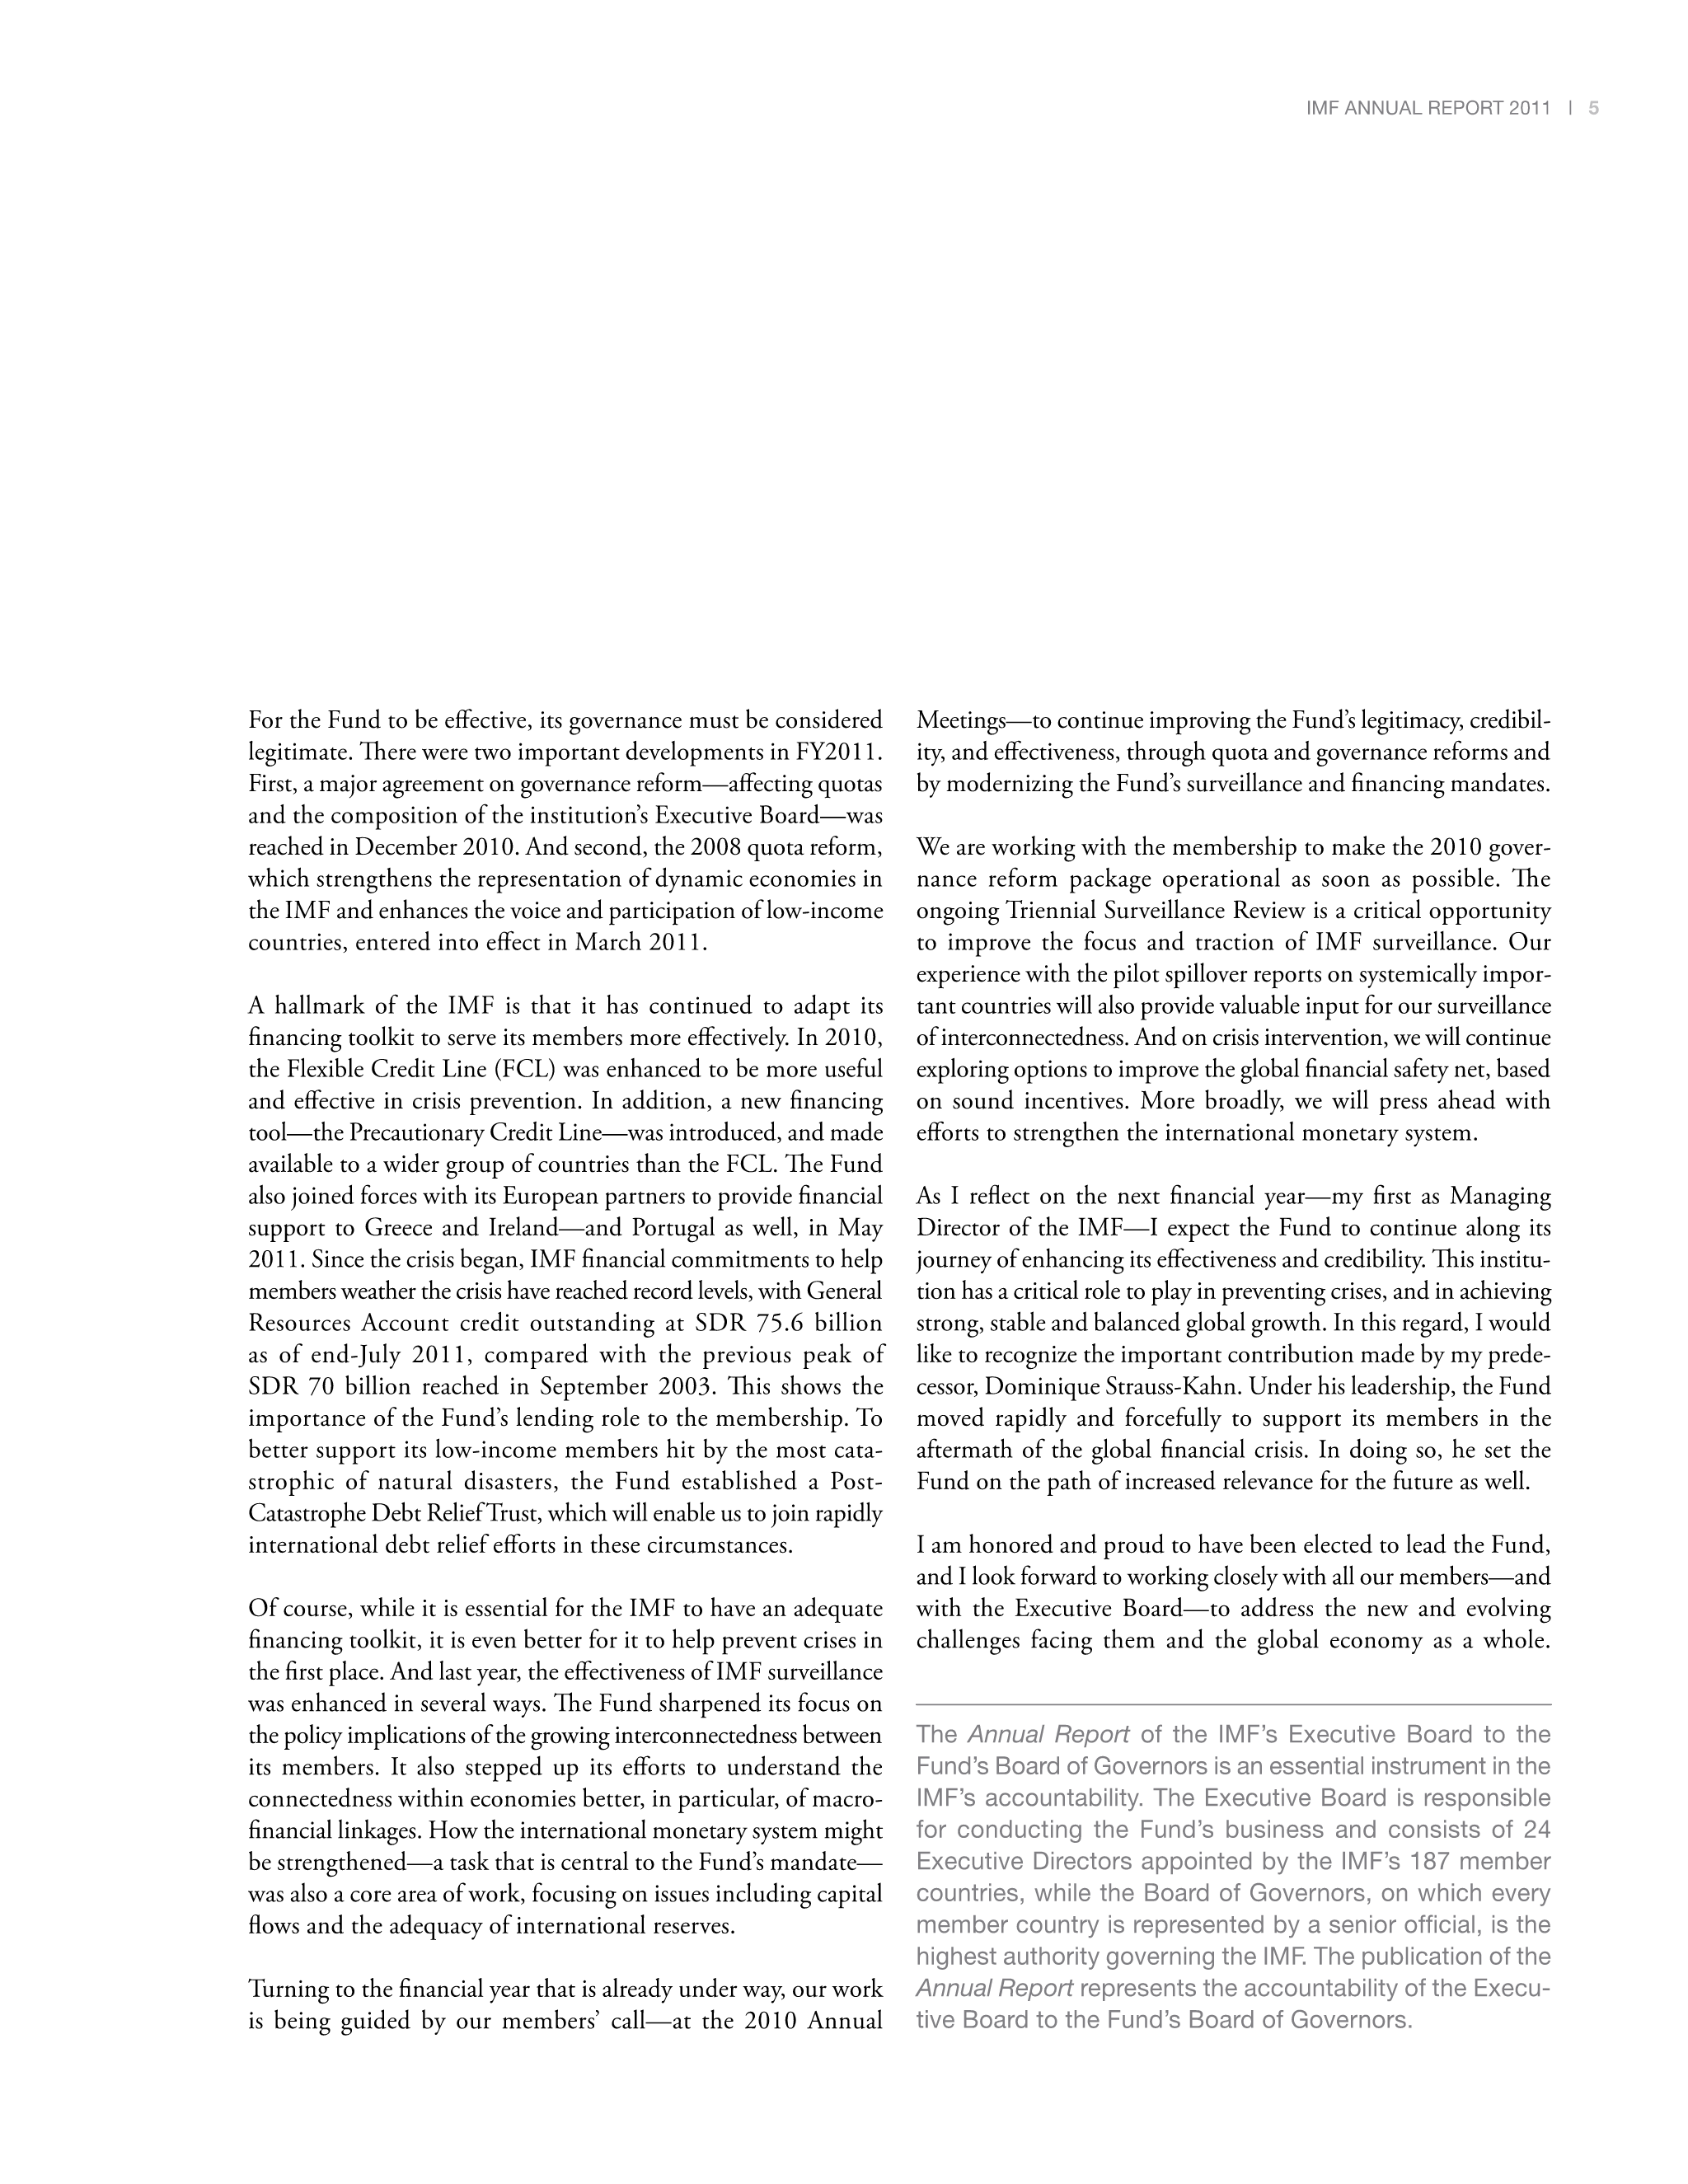 IMF ANNUAL REPORT 2011 | 5
For the Fund to be effective, its governance must be considered
legitimate. There were two important developments in FY2011.
First, a major agreement on governance reform—affecting quotas
and the composition of the institution's Executive Board—was
reached in December 2010. And second, the 2008 quota reform,
which strengthens the representation of dynamic economies in
the IMF and enhances the voice and participation of low-income
countries, entered into effect in March 2011.
A hallmark of the IMF is that it has continued to adapt its
financing toolkit to serve its members more effectively. In 2010,
the Flexible Credit Line (FCL) was enhanced to be more useful
and effective in crisis prevention. In addition, a new financing
tool—the Precautionary Credit Line—was introduced, and made
available to a wider group of countries than the FCL. The Fund
also joined forces with its European partners to provide financial
support to Greece and Ireland—and Portugal as well, in May
2011. Since the crisis began, IMF financial commitments to help
members weather the crisis have reached record levels, with General
Resources Account credit outstanding at SDR 75.6 billion
as of end-July 2011, compared with the previous peak of
SDR 70 billion reached in September 2003. This shows the
importance of the Fund's lending role to the membership. To
better support its low-income members hit by the most cata-
strophic of natural disasters, the Fund established a Post-
Catastrophe Debt Relief Trust, which will enable us to join rapidly
international debt relief efforts in these circumstances.
Of course, while it is essential for the IMF to have an adequate
financing toolkit, it is even better for it to help prevent crises in
the first place. And last year, the effectiveness of IMF surveillance
was enhanced in several ways. The Fund sharpened its focus on
the policy implications of the growing interconnectedness between
its members. It also stepped up its efforts to understand the
connectedness within economies better, in particular, of macro-
financial linkages. How the international monetary system might
be strengthened—a task that is central to the Fund's mandate—
was also a core area of work, focusing on issues including capital
flows and the adequacy of international reserves.
Turning to the financial year that is already under way, our work
is being guided by our members' call—at the 2010 Annual
Meetings—to continue improving the Fund's legitimacy, credibil-
ity, and effectiveness, through quota and governance reforms and
by modernizing the Fund's surveillance and financing mandates.
We are working with the membership to make the 2010 gover-
nance reform package operational as soon as possible. The
ongoing Triennial Surveillance Review is a critical opportunity
to improve the focus and traction of IMF surveillance. Our
experience with the pilot spillover reports on systemically impor-
tant countries will also provide valuable input for our surveillance
of interconnectedness. And on crisis intervention, we will continue
exploring options to improve the global financial safety net, based
on sound incentives. More broadly, we will press ahead with
efforts to strengthen the international monetary system.
As I reflect on the next financial year—my first as Managing
Director of the IMF—I expect the Fund to continue along its
journey of enhancing its effectiveness and credibility. This institu-
tion has a critical role to play in preventing crises, and in achieving
strong, stable and balanced global growth. In this regard, I would
like to recognize the important contribution made by my prede-
cessor, Dominique Strauss-Kahn. Under his leadership, the Fund
moved rapidly and forcefully to support its members in the
aftermath of the global financial crisis. In doing so, he set the
Fund on the path of increased relevance for the future as well.
I am honored and proud to have been elected to lead the Fund,
and I look forward to working closely with all our members—and
with the Executive Board—to address the new and evolving
challenges facing them and the global economy as a whole.
The Annual Report of the IMF's Executive Board to the
Fund's Board of Governors is an essential instrument in the
IMF's accountability. The Executive Board is responsible
for conducting the Fund's business and consists of 24
Executive Directors appointed by the IMF's 187 member
countries, while the Board of Governors, on which every
member country is represented by a senior official, is the
highest authority governing the IMF. The publication of the
Annual Report represents the accountability of the Execu-
tive Board to the Fund's Board of Governors.